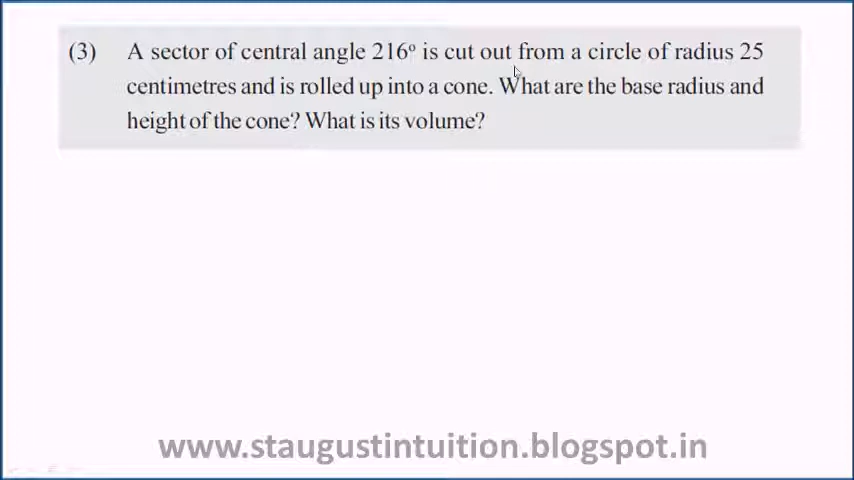 (3) A sector of central angle 216° is cut out from a circle of radius 25
centimetres and is rolled up into a cone. What are the base radius and
height of the cone? What is its volume?
www.staugustintuition.blogspot.in